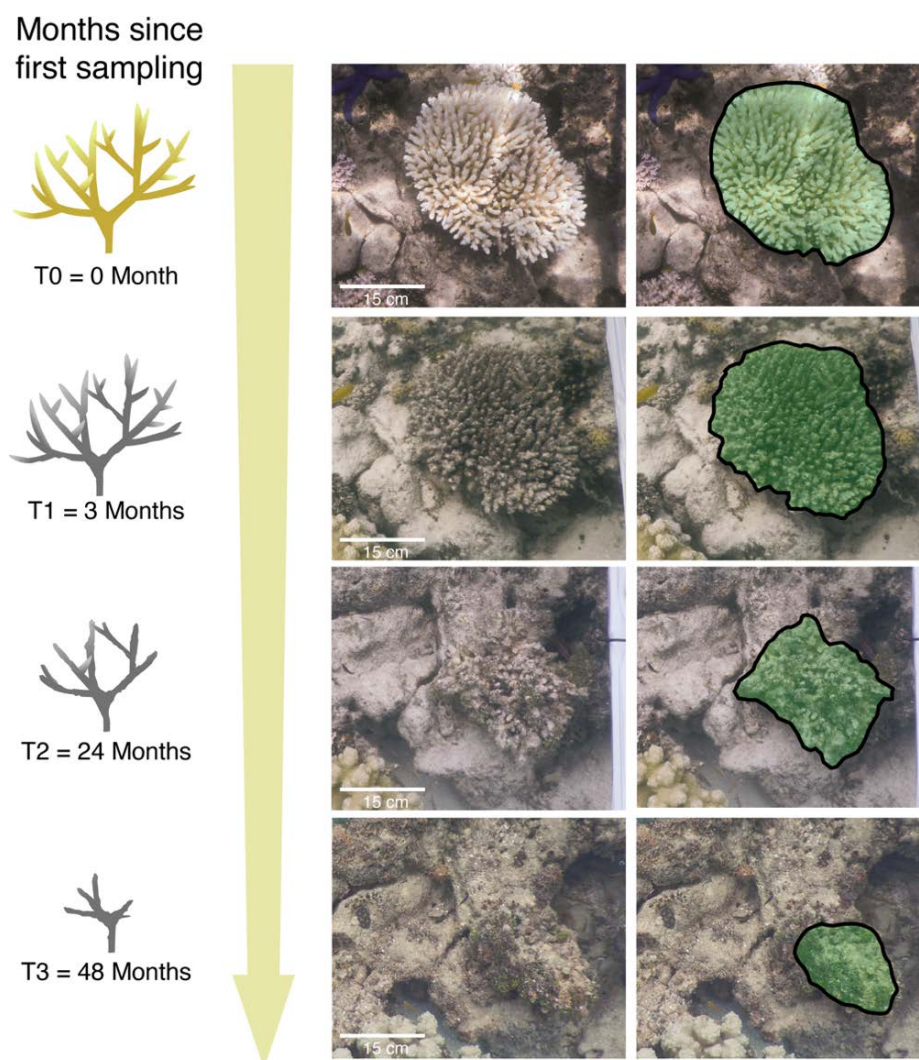 Months since
first sampling
T0 = 0 Month
15 cm
T1 = 3 Months
15 cm
T2 = 24 Months
15 cm
T3 = 48 Months
15 cm